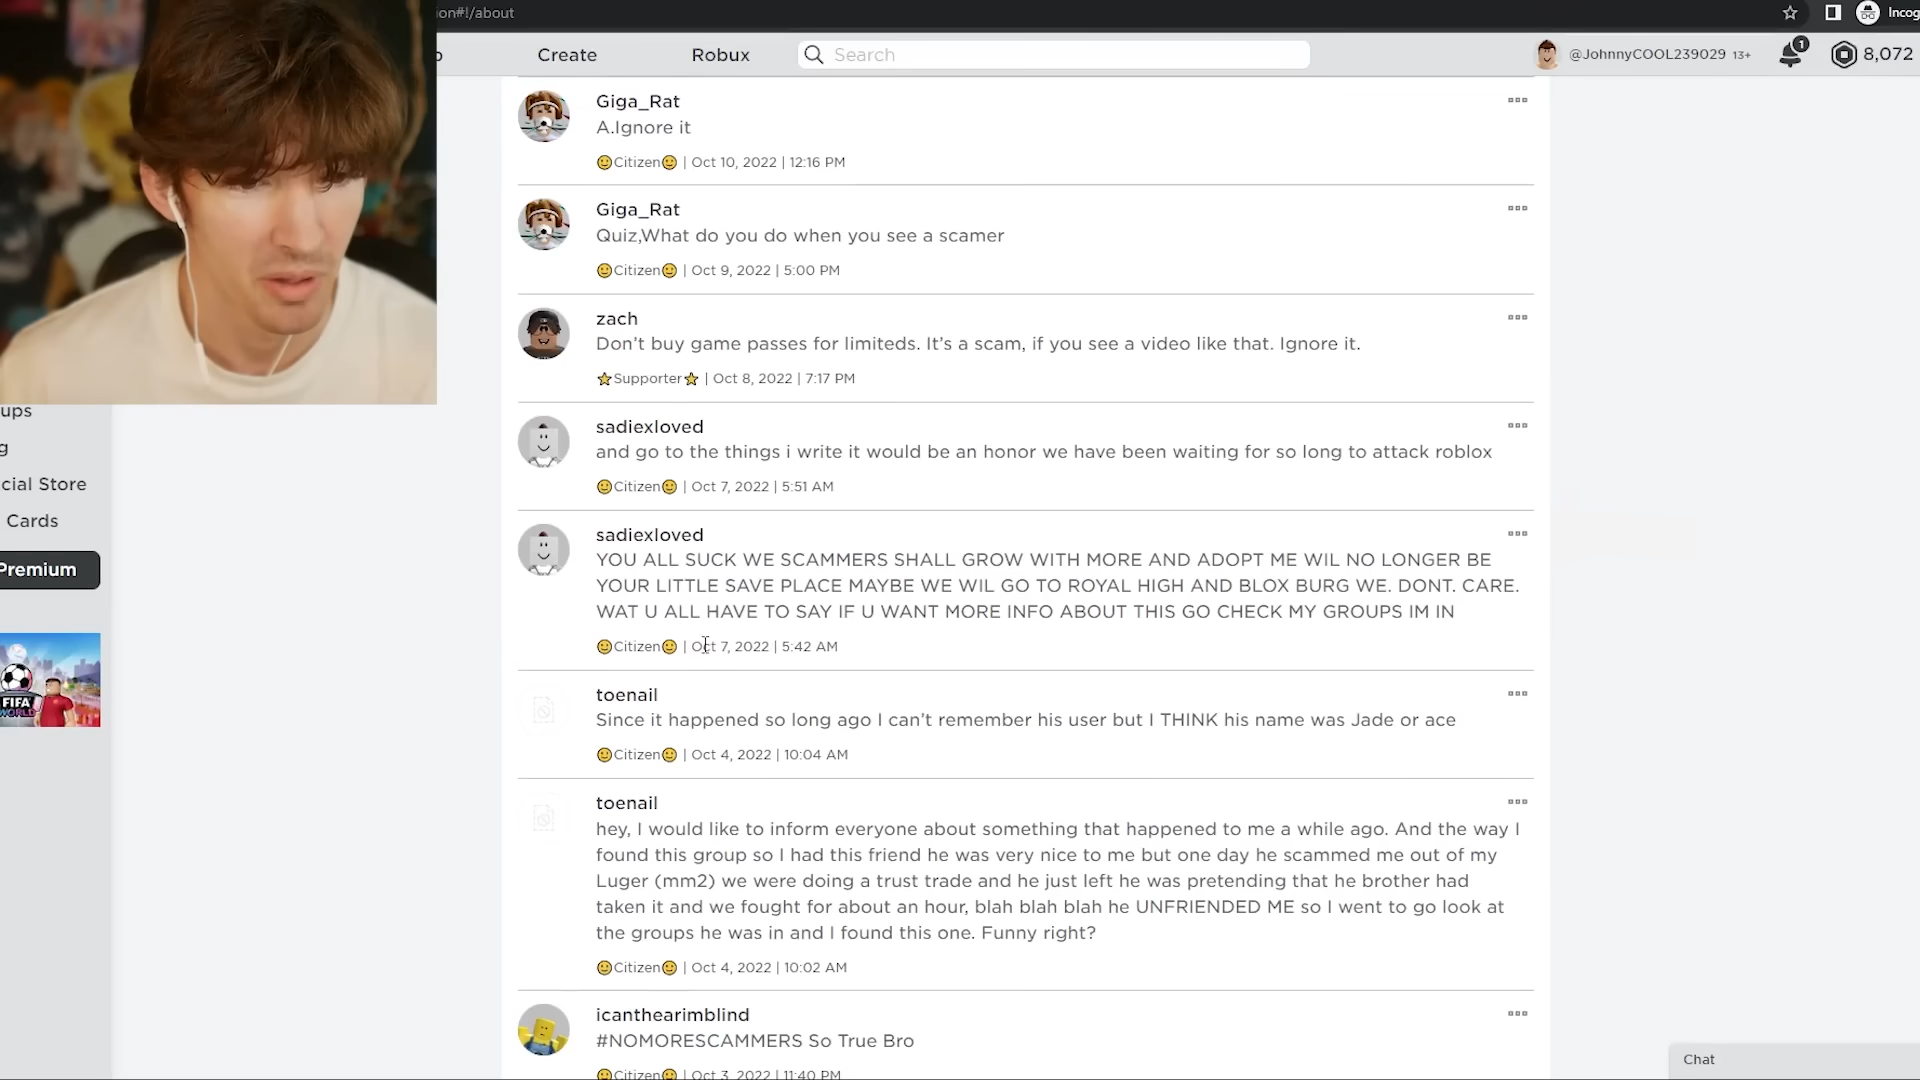 ion#!/about
Incog
Create
Robux
Search
@JohnnyCOOL239029 13+
1
8,072
Giga_Rat
A.Ignore it
Citizen | Oct 10, 2022 | 12:16 PM
Giga_Rat
Quiz,What do you do when you see a scamer
Citizen | Oct 9, 2022 | 5:00 PM
zach
Don't buy game passes for limiteds. It's a scam, if you see a video like that. Ignore it.
Supporter | Oct 8, 2022 | 7:17 PM
ups
sadiexloved
g
and go to the things i write it would be an honor we have been waiting for so long to attack roblox
cial Store
Citizen | Oct 7, 2022 | 5:51 AM
Cards
sadiexloved
YOU ALL SUCK WE SCAMMERS SHALL GROW WITH MORE AND ADOPT ME WIL NO LONGER BE
Premium
YOUR LITTLE SAVE PLACE MAYBE WE WIL GO TO ROYAL HIGH AND BLOX BURG WE. DONT. CARE.
WAT U ALL HAVE TO SAY IF U WANT MORE INFO ABOUT THIS GO CHECK MY GROUPS IM IN
Citizen | Oct 7, 2022 | 5:42 AM
FIFA
WORLD
toenail
Since it happened so long ago I can't remember his user but I THINK his name was Jade or ace
Citizen | Oct 4, 2022 | 10:04 AM
toenail
hey, I would like to inform everyone about something that happened to me a while ago. And the way I
found this group so I had this friend he was very nice to me but one day he scammed me out of my
Luger (mm2) we were doing a trust trade and he just left he was pretending that he brother had
taken it and we fought for about an hour, blah blah blah he UNFRIENDED ME so I went to go look at
the groups he was in and I found this one. Funny right?
Citizen | Oct 4, 2022 | 10:02 AM
icanthearimblind
#NOMORESCAMMERS So True Bro
Citizen | Oct 3, 2022 | 11:40 PM
Chat